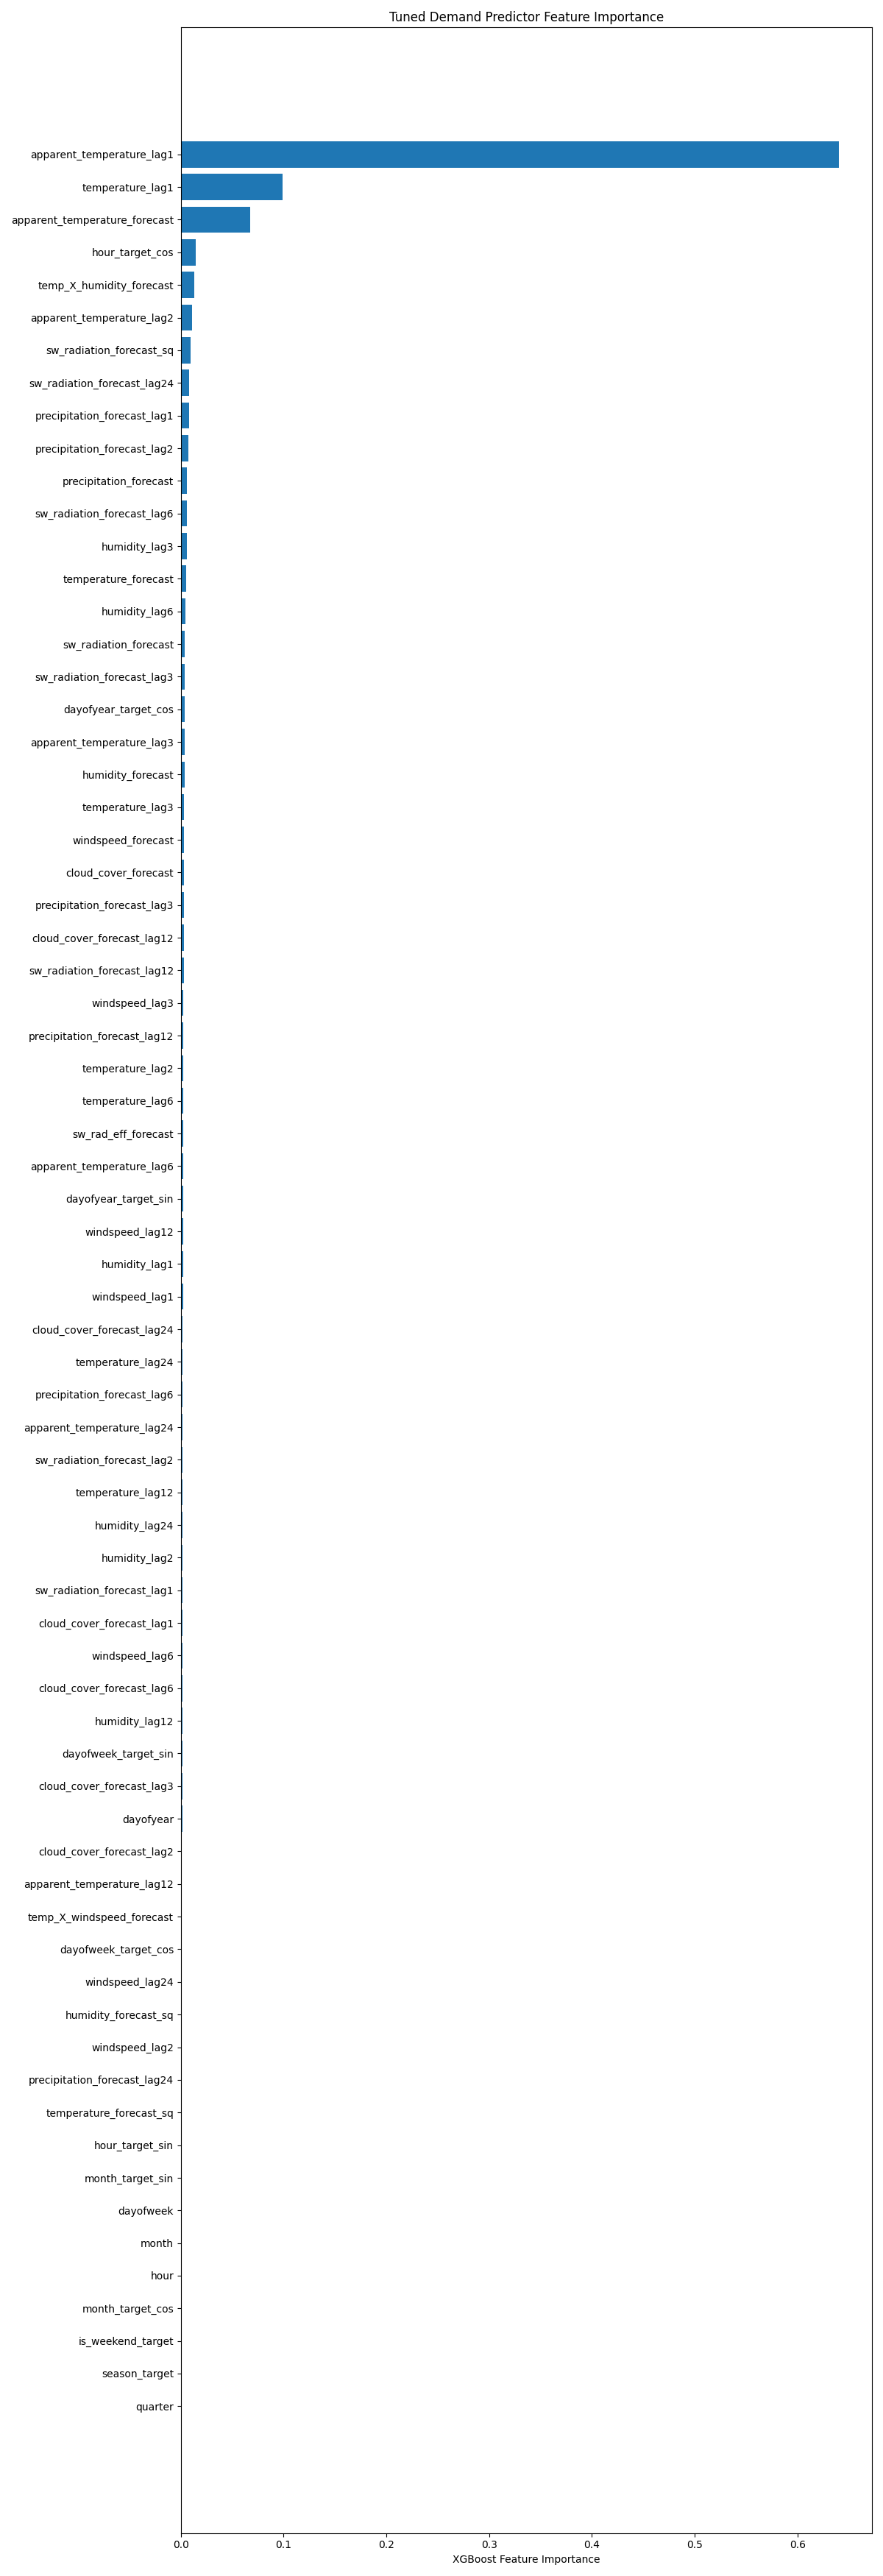 Tuned Demand Predictor Feature Importance
apparent_temperature_lag1
temperature_lag1
apparent_temperature_forecast
hour_target_cos
temp_X_humidity_forecast
apparent_temperature_lag2
sw_radiation_forecast_sq
sw_radiation_forecast_lag24
precipitation_forecast_lag1
precipitation_forecast_lag2
precipitation_forecast
sw_radiation_forecast_lag6
humidity_lag3
temperature_forecast
humidity_lag6
sw_radiation_forecast
sw_radiation_forecast_lag3
dayofyear_target_cos
apparent_temperature_lag3
humidity_forecast
temperature_lag3
windspeed_forecast
cloud_cover_forecast
precipitation_forecast_lag3
cloud_cover_forecast_lag12
sw_radiation_forecast_lag12
windspeed_lag3
precipitation_forecast_lag12
temperature_lag2
temperature_lag6
sw_rad_eff_forecast
apparent_temperature_lag6
dayofyear_target_sin
windspeed_lag12
humidity_lag1
windspeed_lag1
cloud_cover_forecast_lag24
temperature_lag24
precipitation_forecast_lag6
apparent_temperature_lag24
sw_radiation_forecast_lag2
temperature_lag12
humidity_lag24
humidity_lag2
sw_radiation_forecast_lag1
cloud_cover_forecast_lag1
windspeed_lag6
cloud_cover_forecast_lag6
humidity_lag12
dayofweek_target_sin
cloud_cover_forecast_lag3
dayofyear
cloud_cover_forecast_lag2
apparent_temperature_lag12
temp_X_windspeed_forecast
dayofweek_target_cos
windspeed_lag24
humidity_forecast_sq
windspeed_lag2
precipitation_forecast_lag24
temperature_forecast_sq
hour_target_sin
month_target_sin
dayofweek
month
hour
month_target_cos
is_weekend_target
season_target
quarter
0.0 0.1 0.2 0.3 0.4 0.5 0.6
XGBoost Feature Importance